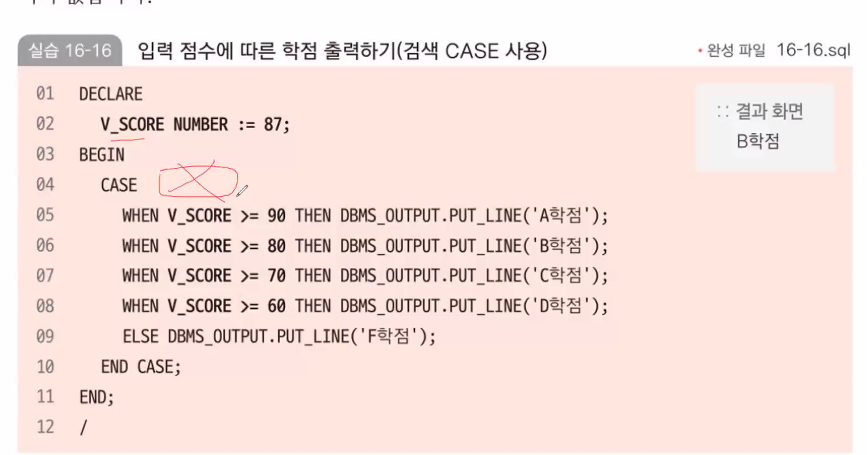 실습 16-16 입력 점수에 따른 학점 출력하기(검색 CASE 사용) • 완성 파일 16-16.sql
:: 결과 화면
B학점
01 DECLARE
02 V_SCORE NUMBER := 87;
03 BEGIN
04 CASE
05 WHEN V_SCORE >= 90 THEN DBMS_OUTPUT.PUT_LINE('A학점');
06 WHEN V_SCORE >= 80 THEN DBMS_OUTPUT.PUT_LINE('B학점');
07 WHEN V_SCORE >= 70 THEN DBMS_OUTPUT.PUT_LINE('C학점');
08 WHEN V_SCORE >= 60 THEN DBMS_OUTPUT.PUT_LINE('D학점');
09 ELSE DBMS_OUTPUT.PUT_LINE('F학점');
10 END CASE;
11 END;
12 /